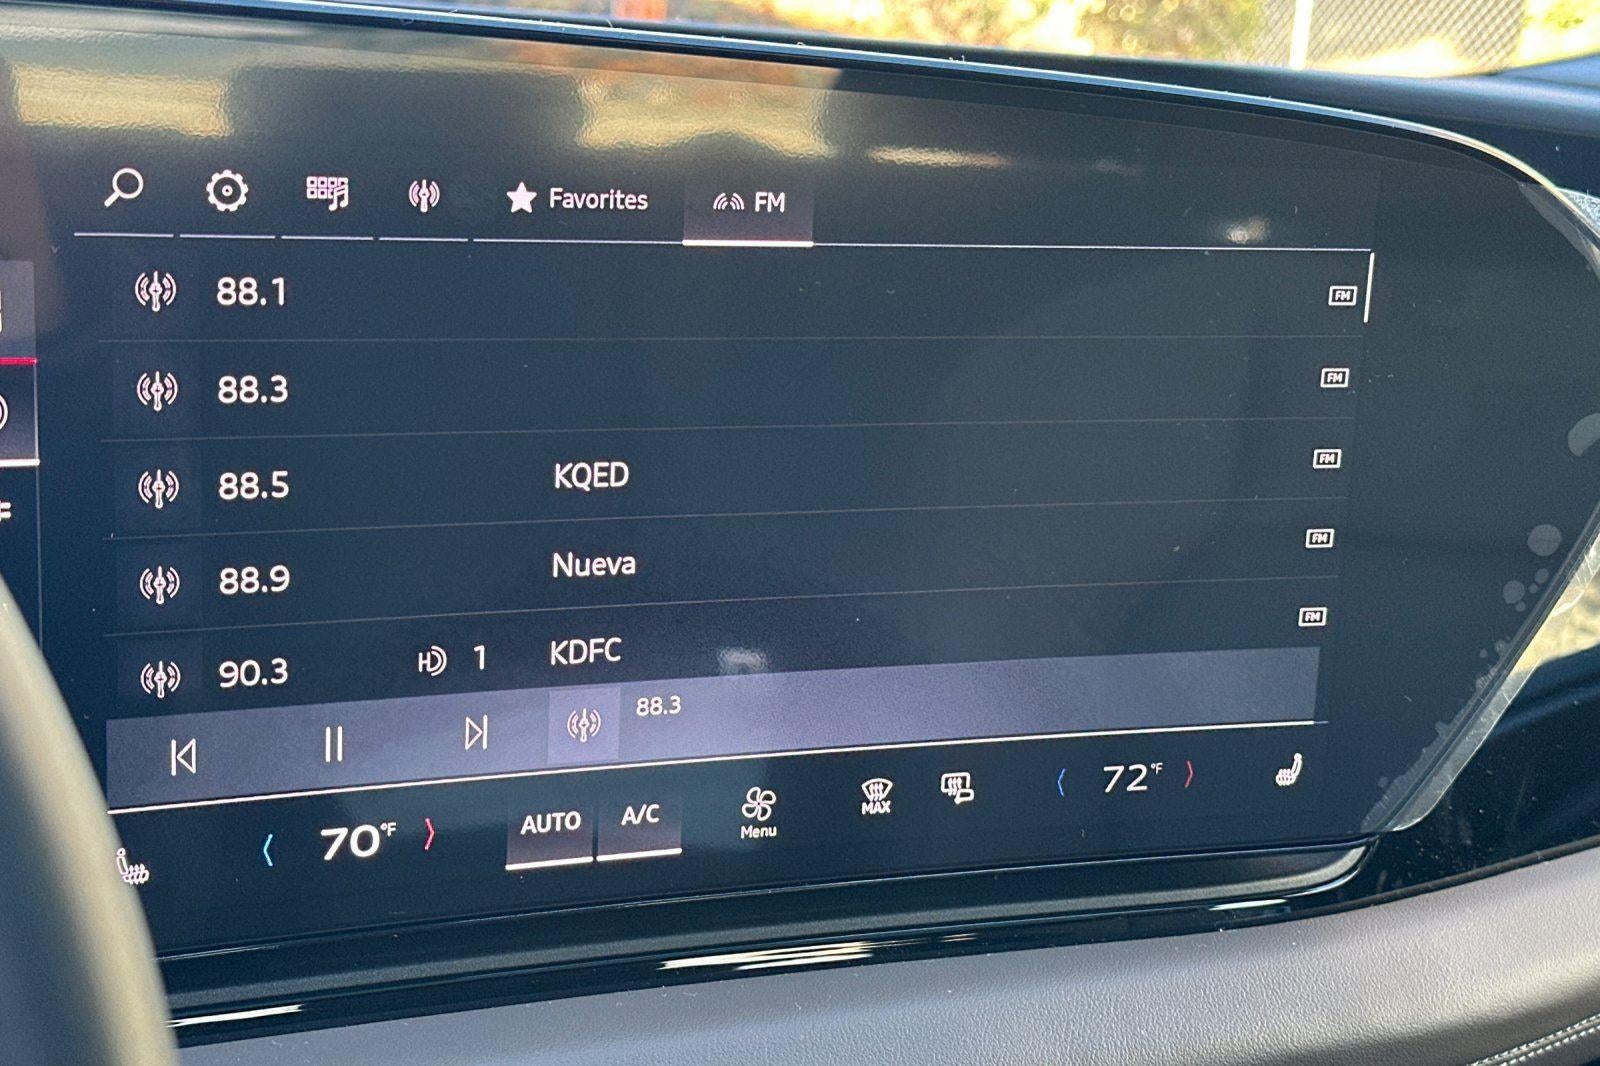 Favorites FM
88.1 FM
88.3 FM
88.5 KQED FM
88.9 Nueva FM
90.3 HD 1 KDFC FM
88.3
70°F AUTO A/C Menu MAX 72°F